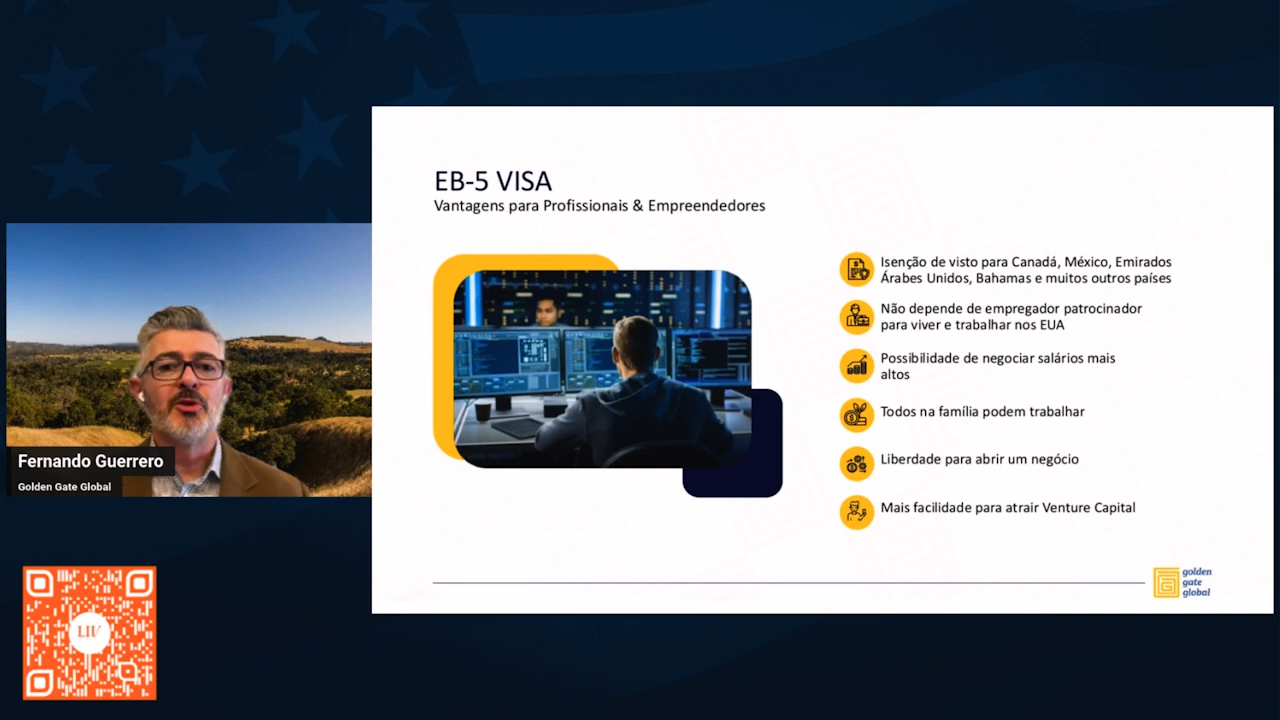 EB-5 VISA
Vantagens para Profissionais & Empreendedores
Isenção de visto para Canadá, México, Emirados
Árabes Unidos, Bahamas e muitos outros países
Não depende de empregador patrocinador
para viver e trabalhar nos EUA
Possibilidade de negociar salários mais
altos
Todos na família podem trabalhar
Liberdade para abrir um negócio
Mais facilidade para atrair Venture Capital
golden
gate
global
Fernando Guerrero
Golden Gate Global
LIV